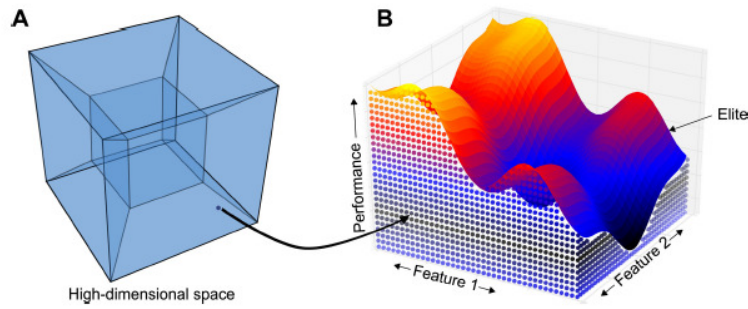 A
B
Elite
Performance
Feature 1
Feature 2
High-dimensional space